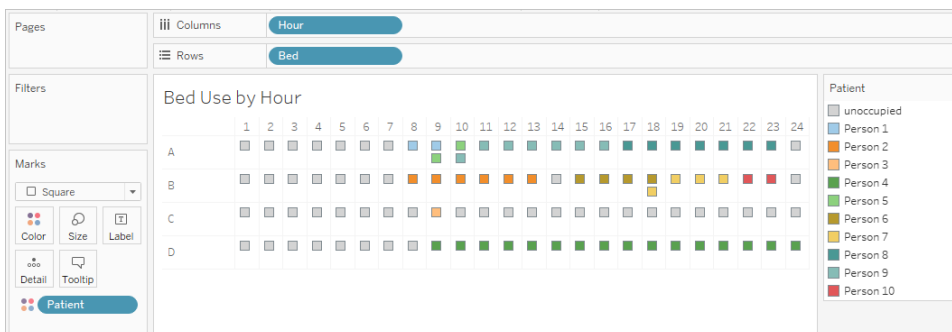 Pages
Columns
Hour
Rows
Bed
Filters
Marks
Square
Color
Size
Label
Detail
Tooltip
Patient
Bed Use by Hour
1 2 3 4 5 6 7 8 9 10 11 12 13 14 15 16 17 18 19 20 21 22 23 24
A
B
C
D
Patient
unoccupied
Person 1
Person 2
Person 3
Person 4
Person 5
Person 6
Person 7
Person 8
Person 9
Person 10